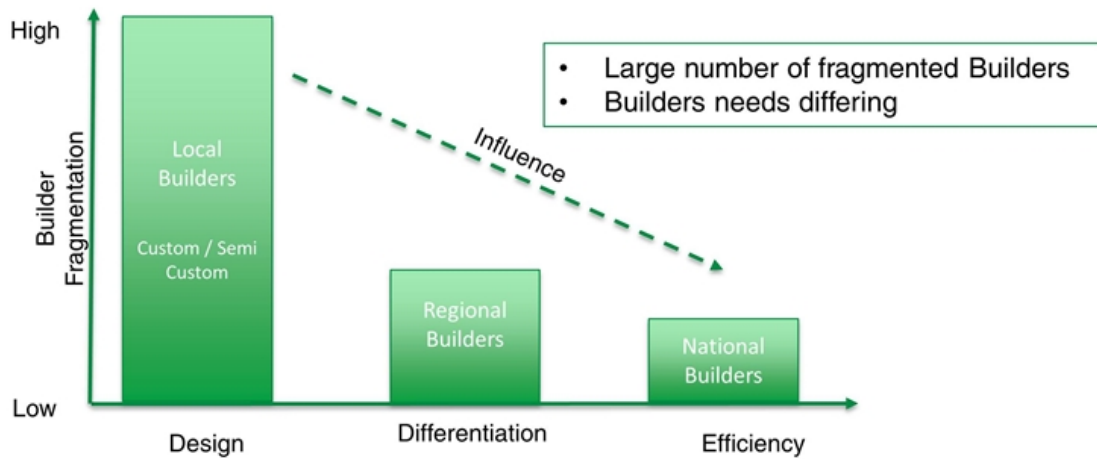 High
• Large number of fragmented Builders
• Builders needs differing
Influence
Local
Builders
Custom / Semi
Custom
Builder
Fragmentation
Regional
Builders
National
Builders
Low
Design
Differentiation
Efficiency